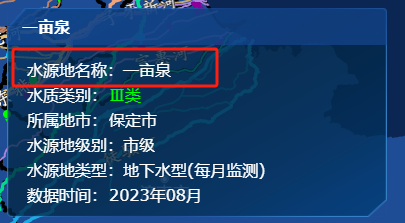 一亩泉
水源地名称：一亩泉
水质类别：Ⅲ类
所属地市：保定市
水源地级别：市级
水源地类型：地下水型(每月监测)
数据时间：2023年08月